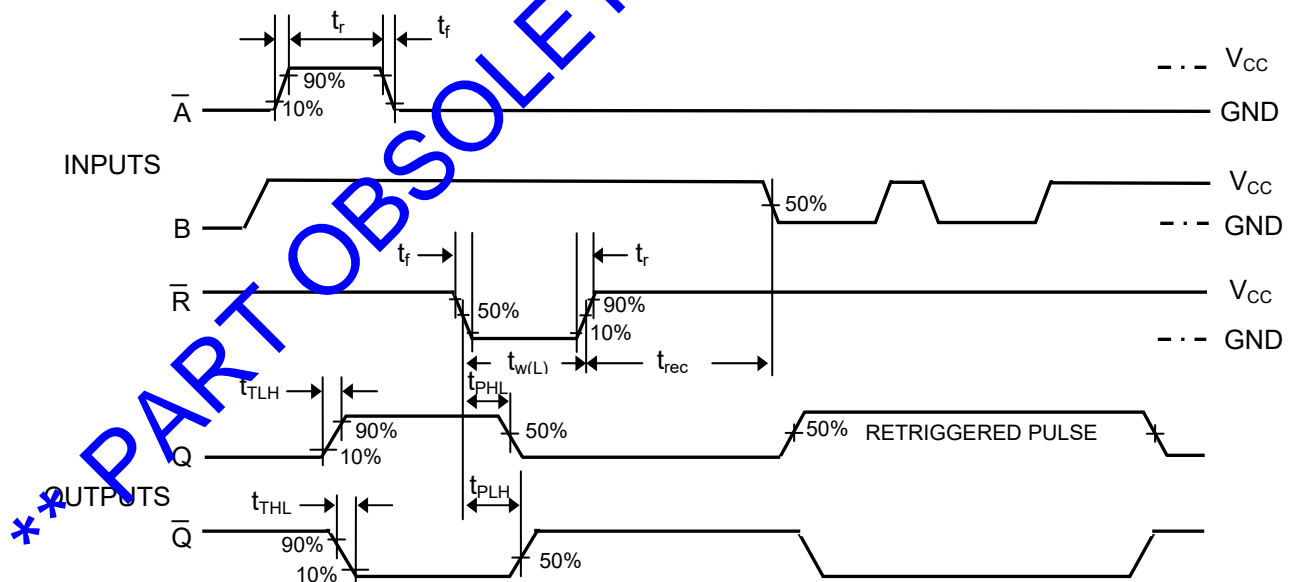 tr
tf
VCC
90%
A̅
10%
GND
INPUTS
VCC
50%
B
GND
tf
tr
R̅
VCC
50%
90%
10%
GND
tw(L)
trec
tTLH
tPHL
90%
50%
50%
RETRIGGERED PULSE
Q
10%
OUTPUTS
tTHL
tPLH
Q̅
90%
50%
10%
** PART OBSOLET